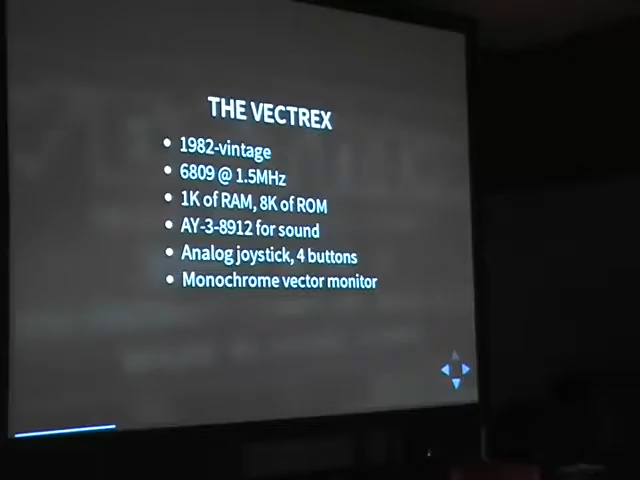 THE VECTREX
• 1982-vintage
• 6809 @ 1.5MHz
• 1K of RAM, 8K of ROM
• AY-3-8912 for sound
• Analog joystick, 4 buttons
• Monochrome vector monitor